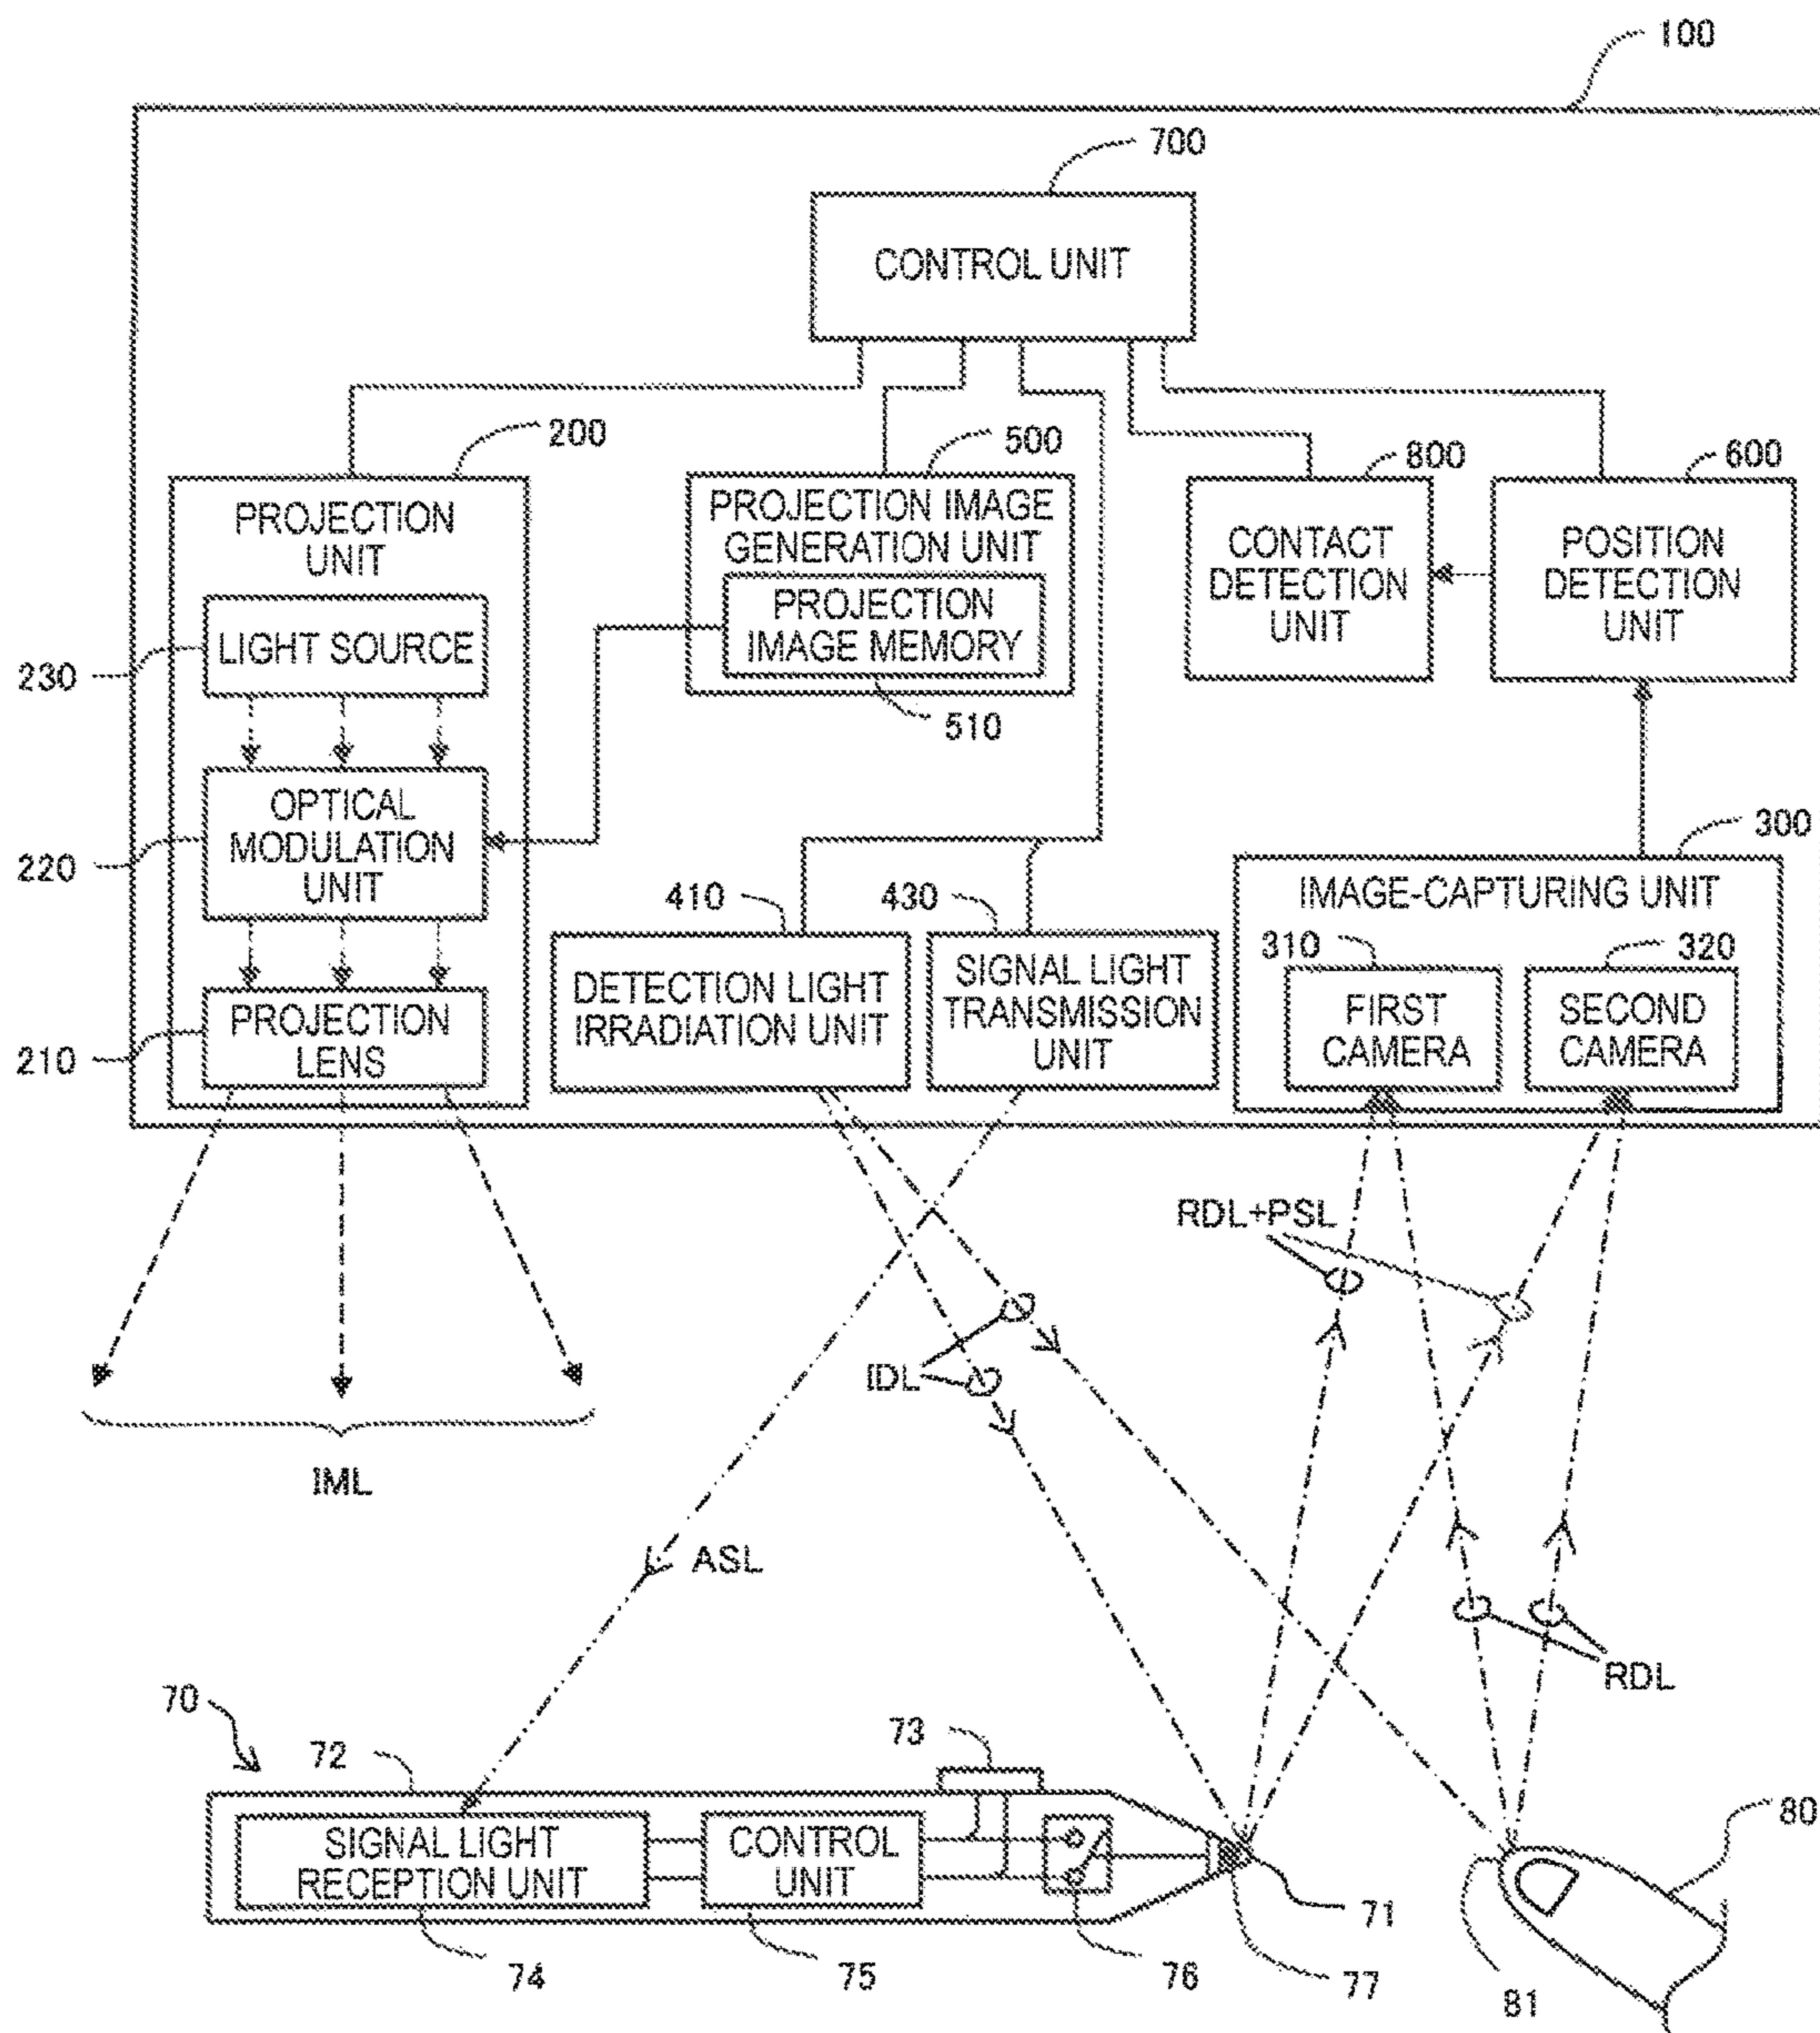 100
700
CONTROL UNIT
200
500
800
600
PROJECTION
UNIT
PROJECTION IMAGE
GENERATION UNIT
PROJECTION
IMAGE MEMORY
510
CONTACT
DETECTION
UNIT
POSITION
DETECTION
UNIT
230
LIGHT SOURCE
220
OPTICAL
MODULATION
UNIT
210
PROJECTION
LENS
410
DETECTION LIGHT
IRRADIATION UNIT
430
SIGNAL LIGHT
TRANSMISSION
UNIT
300
IMAGE-CAPTURING UNIT
310
FIRST
CAMERA
320
SECOND
CAMERA
RDL+PSL
IDL
IML
ASL
RDL
70
72
73
SIGNAL LIGHT
RECEPTION UNIT
CONTROL
UNIT
80
74
75
76
77
71
81